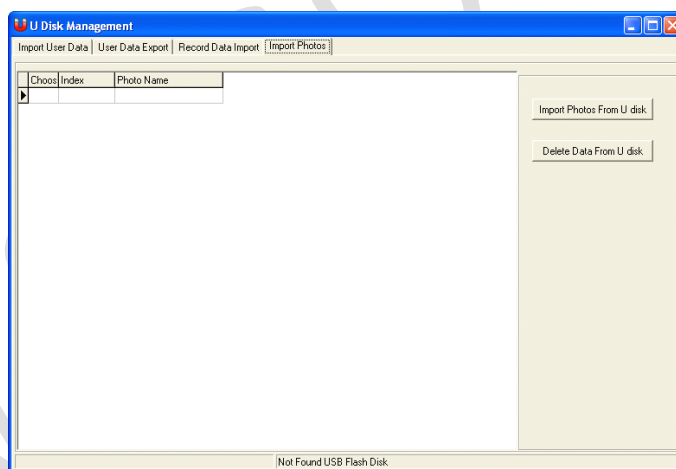 U Disk Management
Import User Data User Data Export Record Data Import Import Photos
Choos Index Photo Name
Import Photos From U disk
Delete Data From U disk
Not Found USB Flash Disk